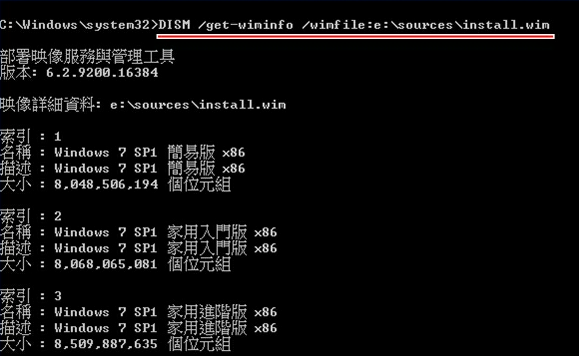 C:\Windows\system32>DISM /get-wiminfo /wimfile:e:\sources\install.wim
部署映像服務與管理工具
版本: 6.2.9200.16384
映像詳細資料: e:\sources\install.wim
索引 : 1
名稱 : Windows 7 SP1 簡易版 x86
描述 : Windows 7 SP1 簡易版 x86
大小 : 8,048,506,194 個位元組
索引 : 2
名稱 : Windows 7 SP1 家用入門版 x86
描述 : Windows 7 SP1 家用入門版 x86
大小 : 8,068,065,081 個位元組
索引 : 3
名稱 : Windows 7 SP1 家用進階版 x86
描述 : Windows 7 SP1 家用進階版 x86
大小 : 8,509,887,635 個位元組